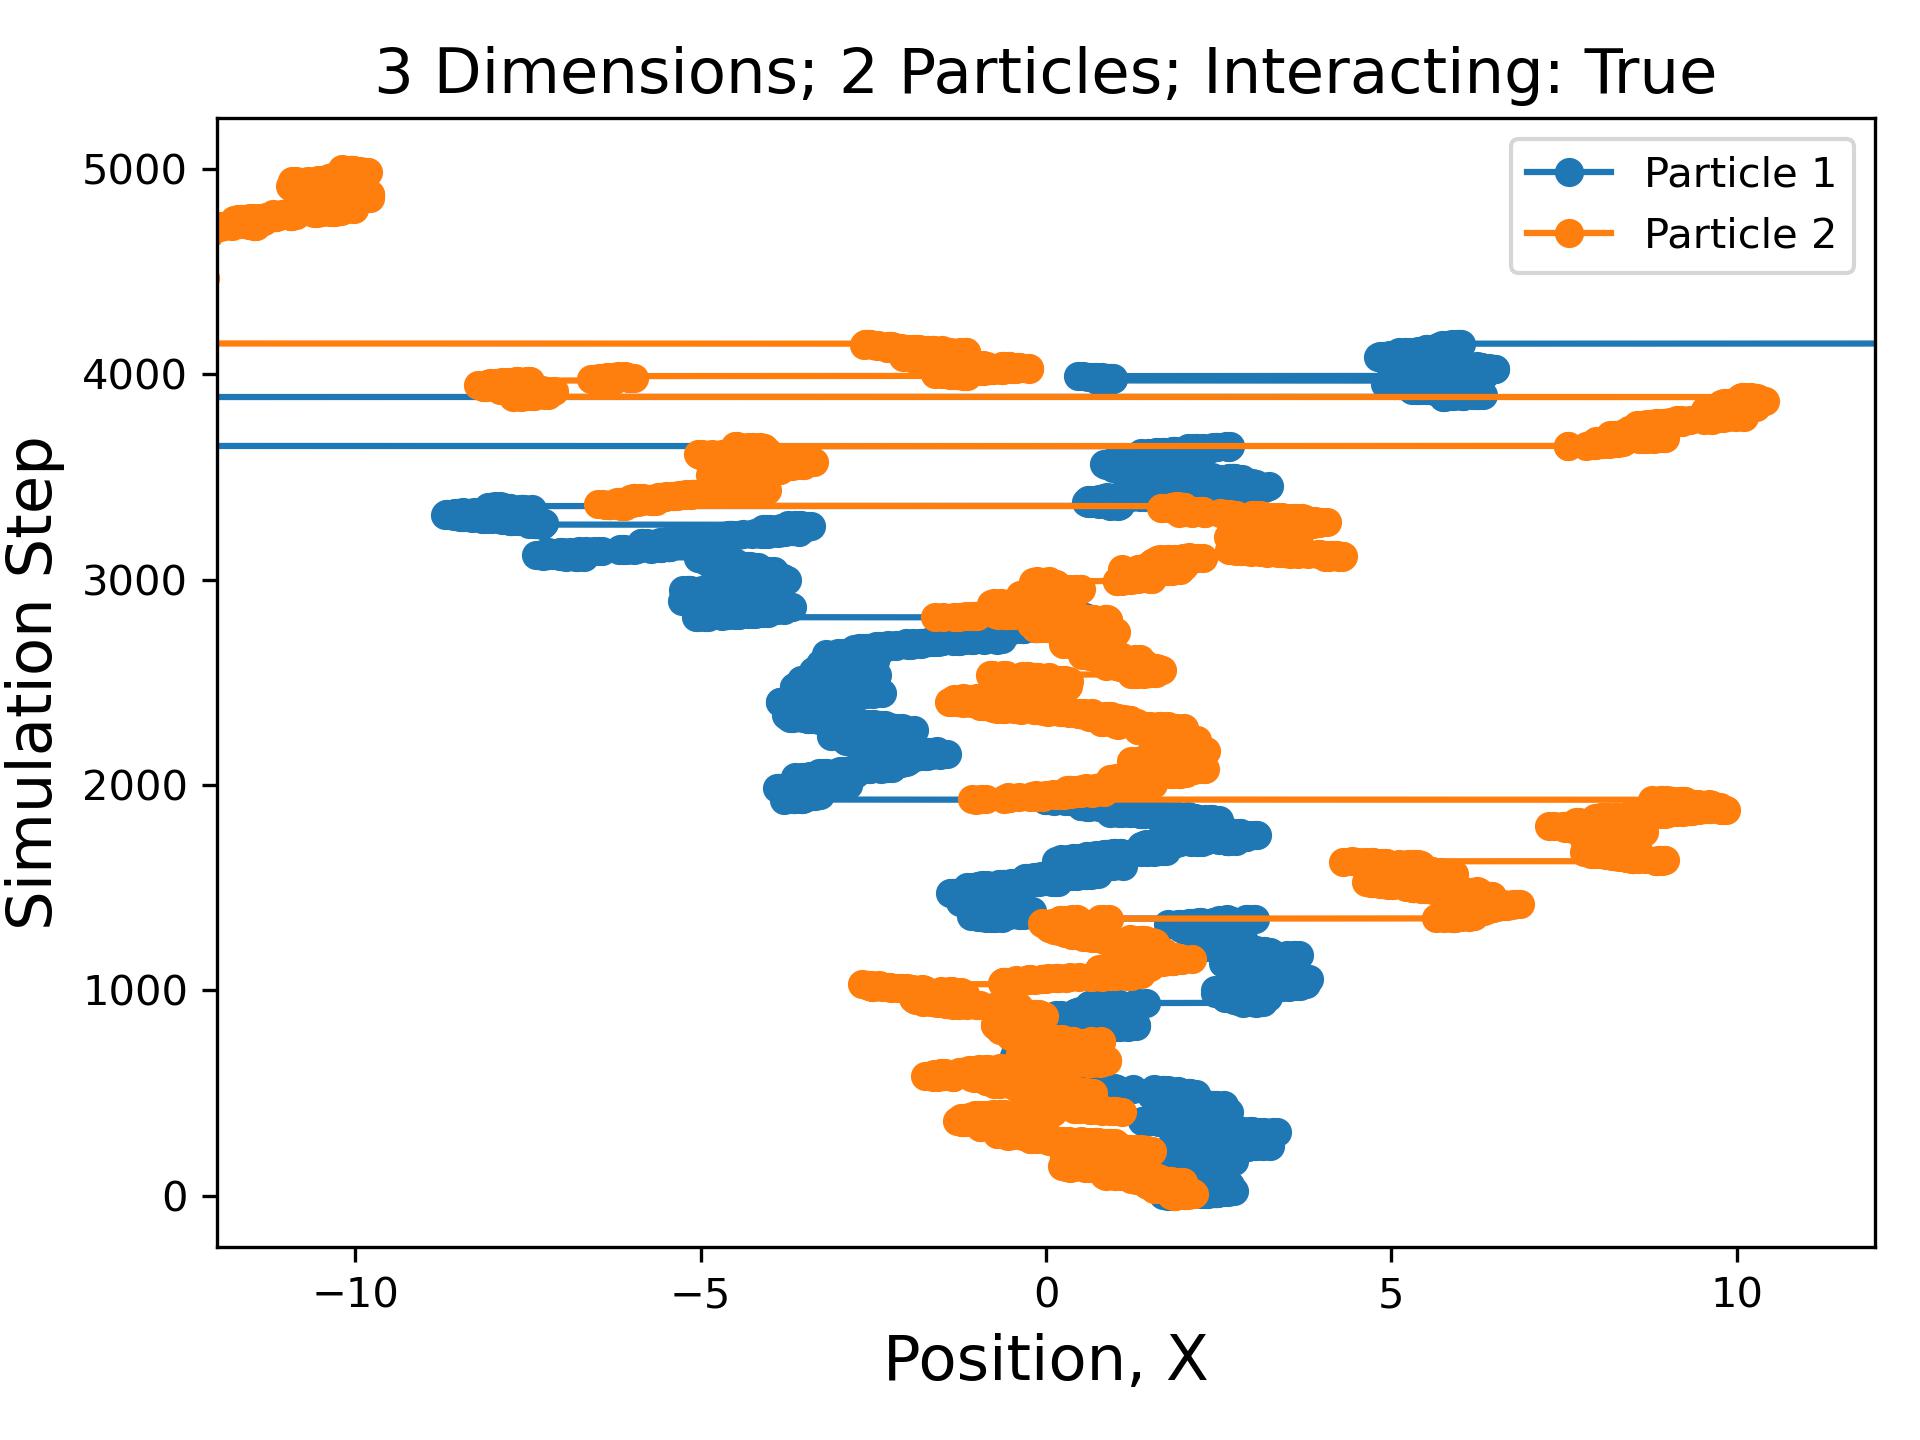 3 Dimensions; 2 Particles; Interacting: True
Particle 1
Particle 2
Simulation Step
5000
4000
3000
2000
1000
0
−10
−5
0
5
10
Position, X